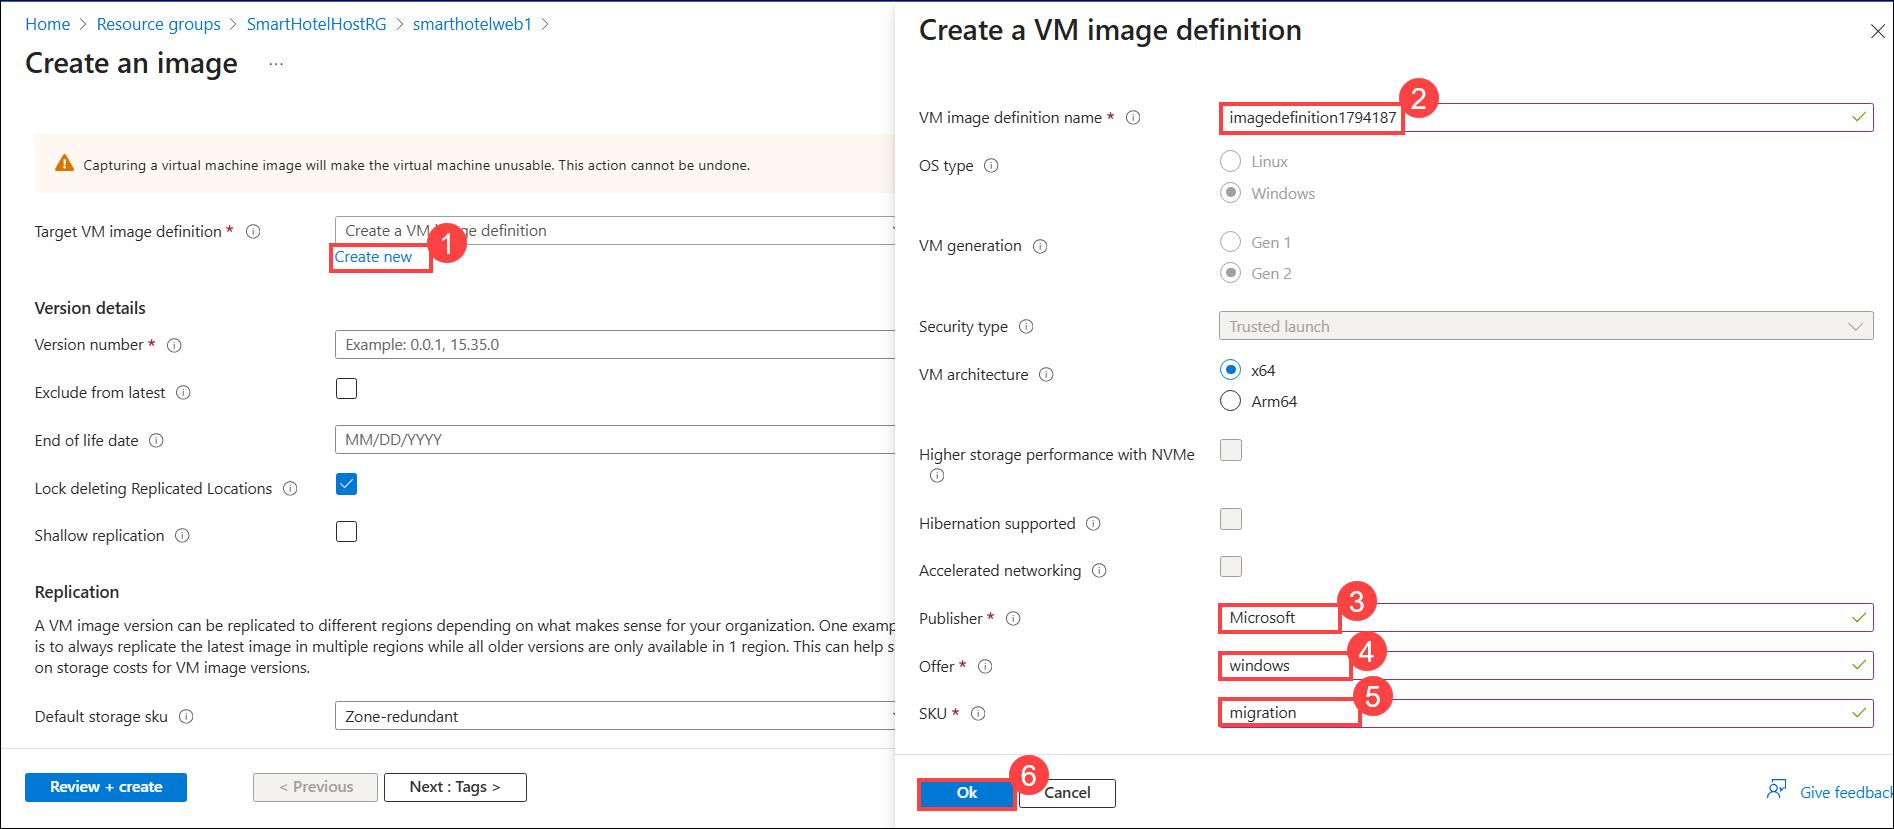 Home > Resource groups > SmartHotelHostRG > smarthotelweb1 >
Create an image ...
Capturing a virtual machine image will make the virtual machine unusable. This action cannot be undone.
Target VM image definition *
Create a VM image definition
1
Create new
Version details
Version number *
Example: 0.0.1, 15.35.0
Exclude from latest
End of life date
MM/DD/YYYY
Lock deleting Replicated Locations
Shallow replication
Replication
A VM image version can be replicated to different regions depending on what makes sense for your organization. One examp
is to always replicate the latest image in multiple regions while all older versions are only available in 1 region. This can help s
on storage costs for VM image versions.
Default storage sku
Zone-redundant
Review + create
< Previous
Next : Tags >
Create a VM image definition
VM image definition name *
imagedefinition1794187
2
OS type
Linux
Windows
VM generation
Gen 1
Gen 2
Security type
Trusted launch
VM architecture
x64
Arm64
Higher storage performance with NVMe
Hibernation supported
Accelerated networking
Publisher *
Microsoft
3
Offer *
windows
4
SKU *
migration
5
Ok
6
Cancel
Give feedback